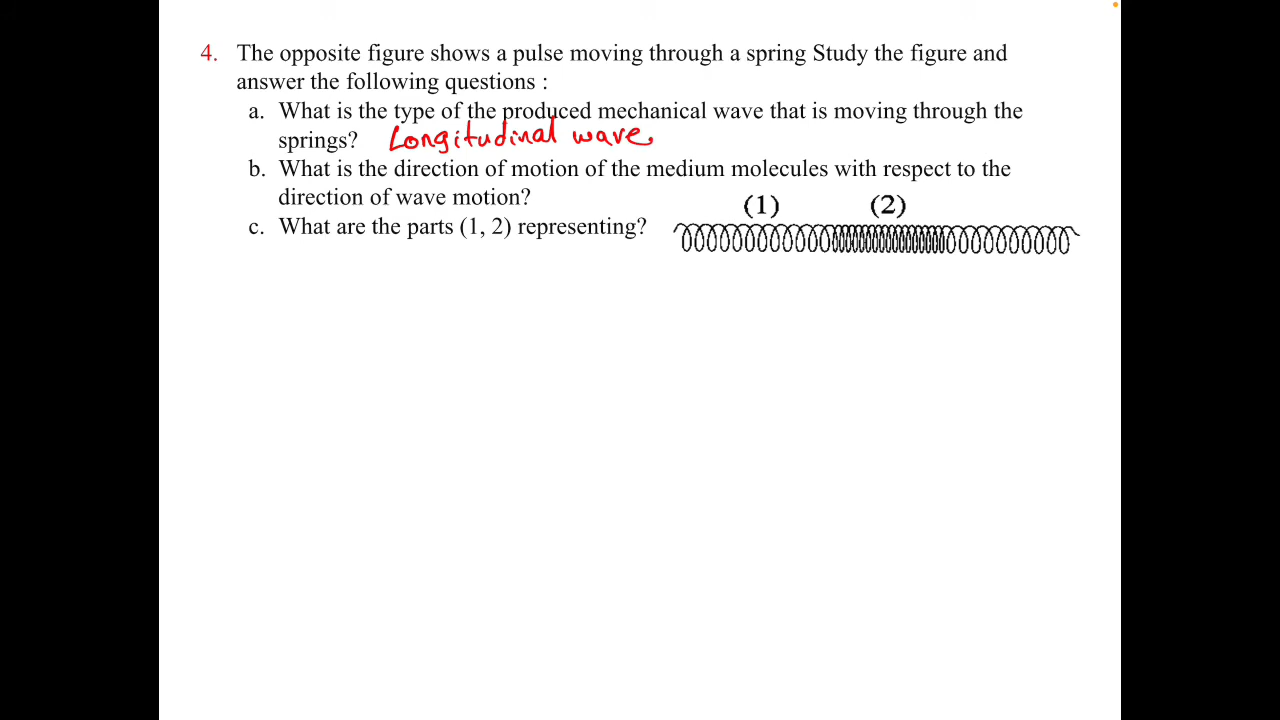 4. The opposite figure shows a pulse moving through a spring Study the figure and
answer the following questions :
a. What is the type of the produced mechanical wave that is moving through the
springs? Longitudinal wave
b. What is the direction of motion of the medium molecules with respect to the
direction of wave motion?
(1) (2)
c. What are the parts (1, 2) representing?